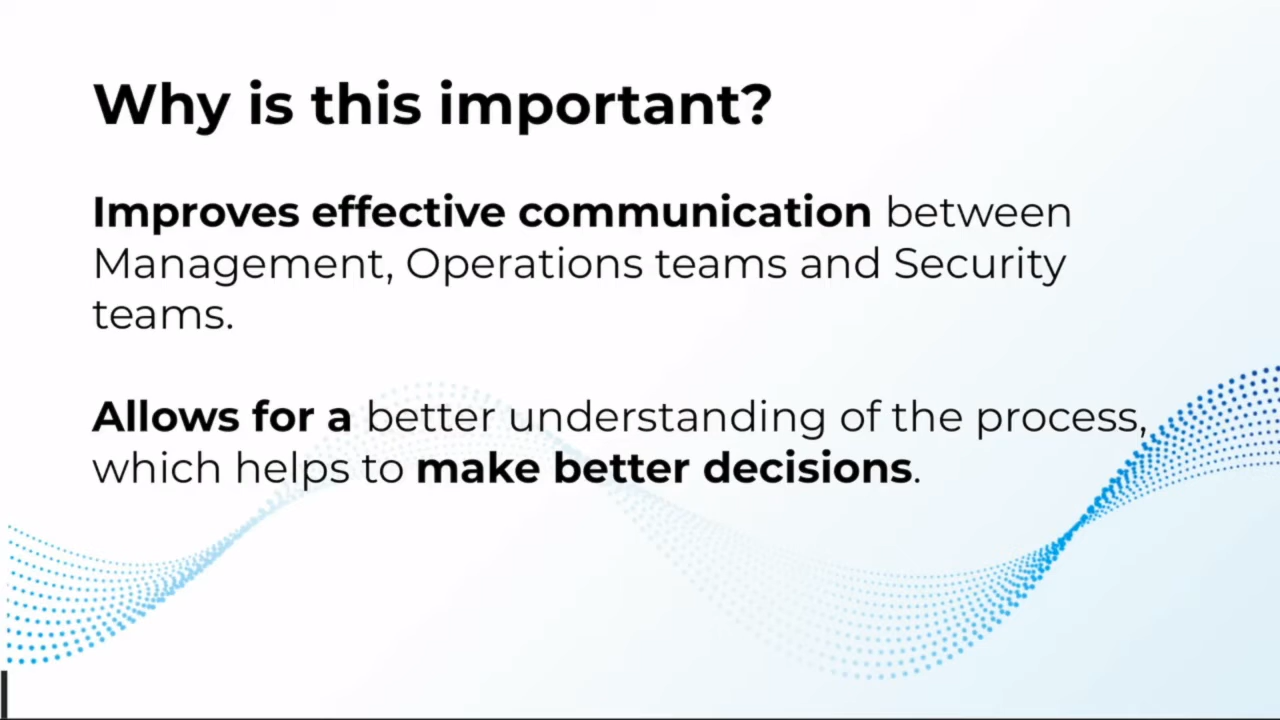 Why is this important?
Improves effective communication between
Management, Operations teams and Security
teams.
Allows for a better understanding of the process,
which helps to make better decisions.